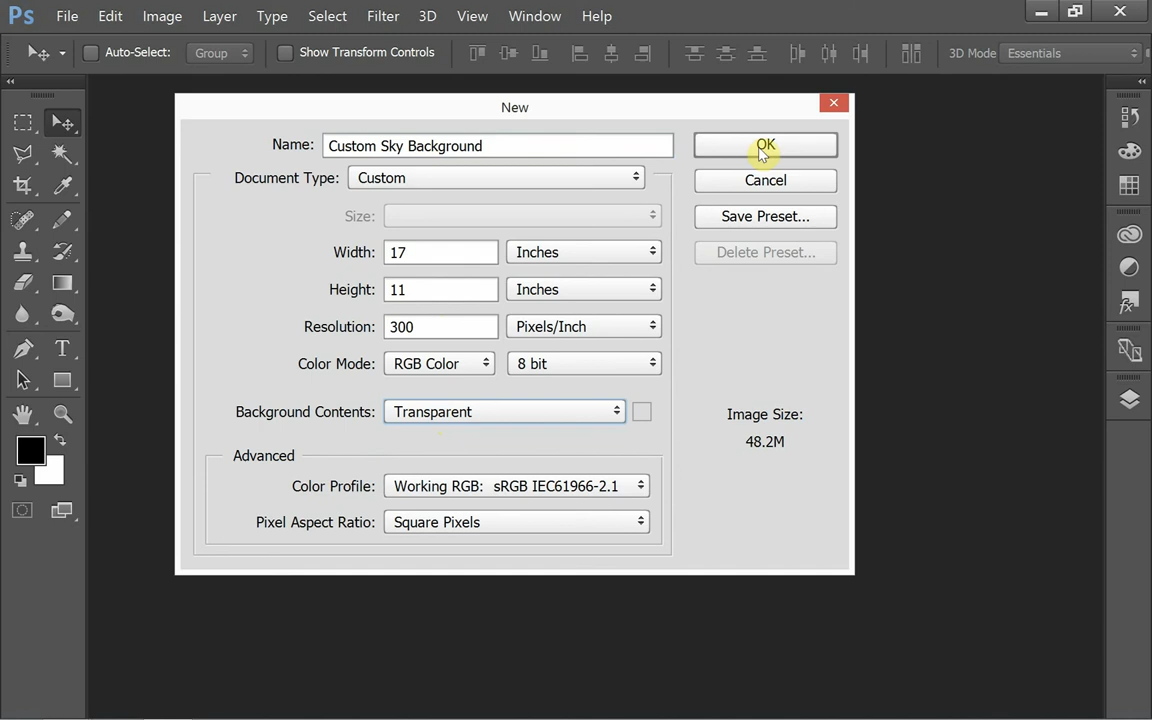 Ps File Edit Image Layer Type Select Filter 3D View Window Help
Auto-Select: Group Show Transform Controls 3D Mode Essentials
New
Name: Custom Sky Background OK
Document Type: Custom Cancel
Size: Save Preset...
Width: 17 Inches Delete Preset...
Height: 11 Inches
Resolution: 300 Pixels/Inch
Color Mode: RGB Color 8 bit
Background Contents: Transparent Image Size:
48.2M
Advanced
Color Profile: Working RGB: sRGB IEC61966-2.1
Pixel Aspect Ratio: Square Pixels